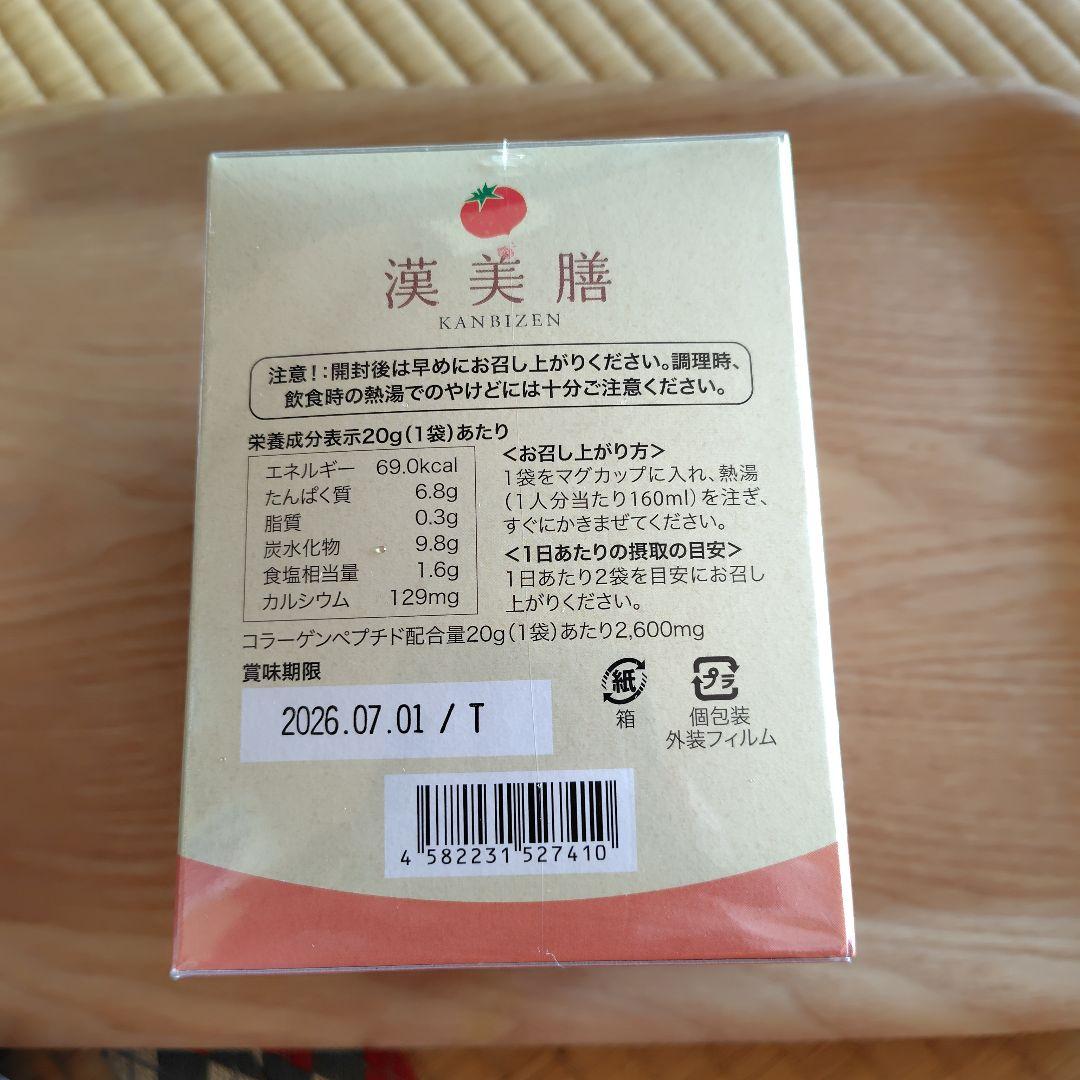 漢美膳
KANBIZEN
注意!:開封後は早めにお召し上がりください。調理時、
飲食時の熱湯でのやけどには十分ご注意ください。
栄養成分表示20g(1袋)あたり
エネルギー 69.0kcal
たんぱく質 6.8g
脂質 0.3g
炭水化物 9.8g
食塩相当量 1.6g
カルシウム 129mg
<お召し上がり方>
1袋をマグカップに入れ、熱湯
(1人分当たり160ml)を注ぎ、
すぐにかきまぜてください。
<1日あたりの摂取の目安>
1日あたり2袋を目安にお召し
上がりください。
コラーゲンペプチド配合量20g(1袋)あたり2,600mg
賞味期限
2026.07.01 / T
紙
箱
プラ
個包装
外装フィルム
4 582231 527410